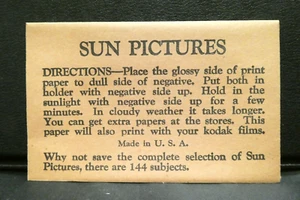 SUN PICTURES
DIRECTIONS—Place the glossy side of print
paper to dull side of negative. Put both in
holder with negative side up. Hold in the
sunlight with negative side up for a few
minutes. In cloudy weather it takes longer.
You can get extra papers at the stores. This
paper will also print with your kodak films.
Made in U. S. A.
Why not save the complete selection of Sun
Pictures, there are 144 subjects.